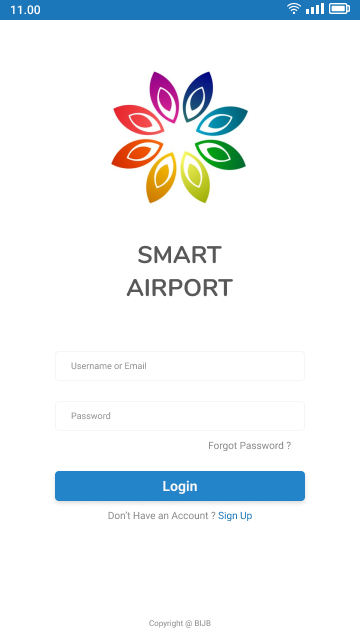 11.00
SMART
AIRPORT
Username or Email
Password
Forgot Password ?
Login
Don't Have an Account ? Sign Up
Copyright @ BIJB